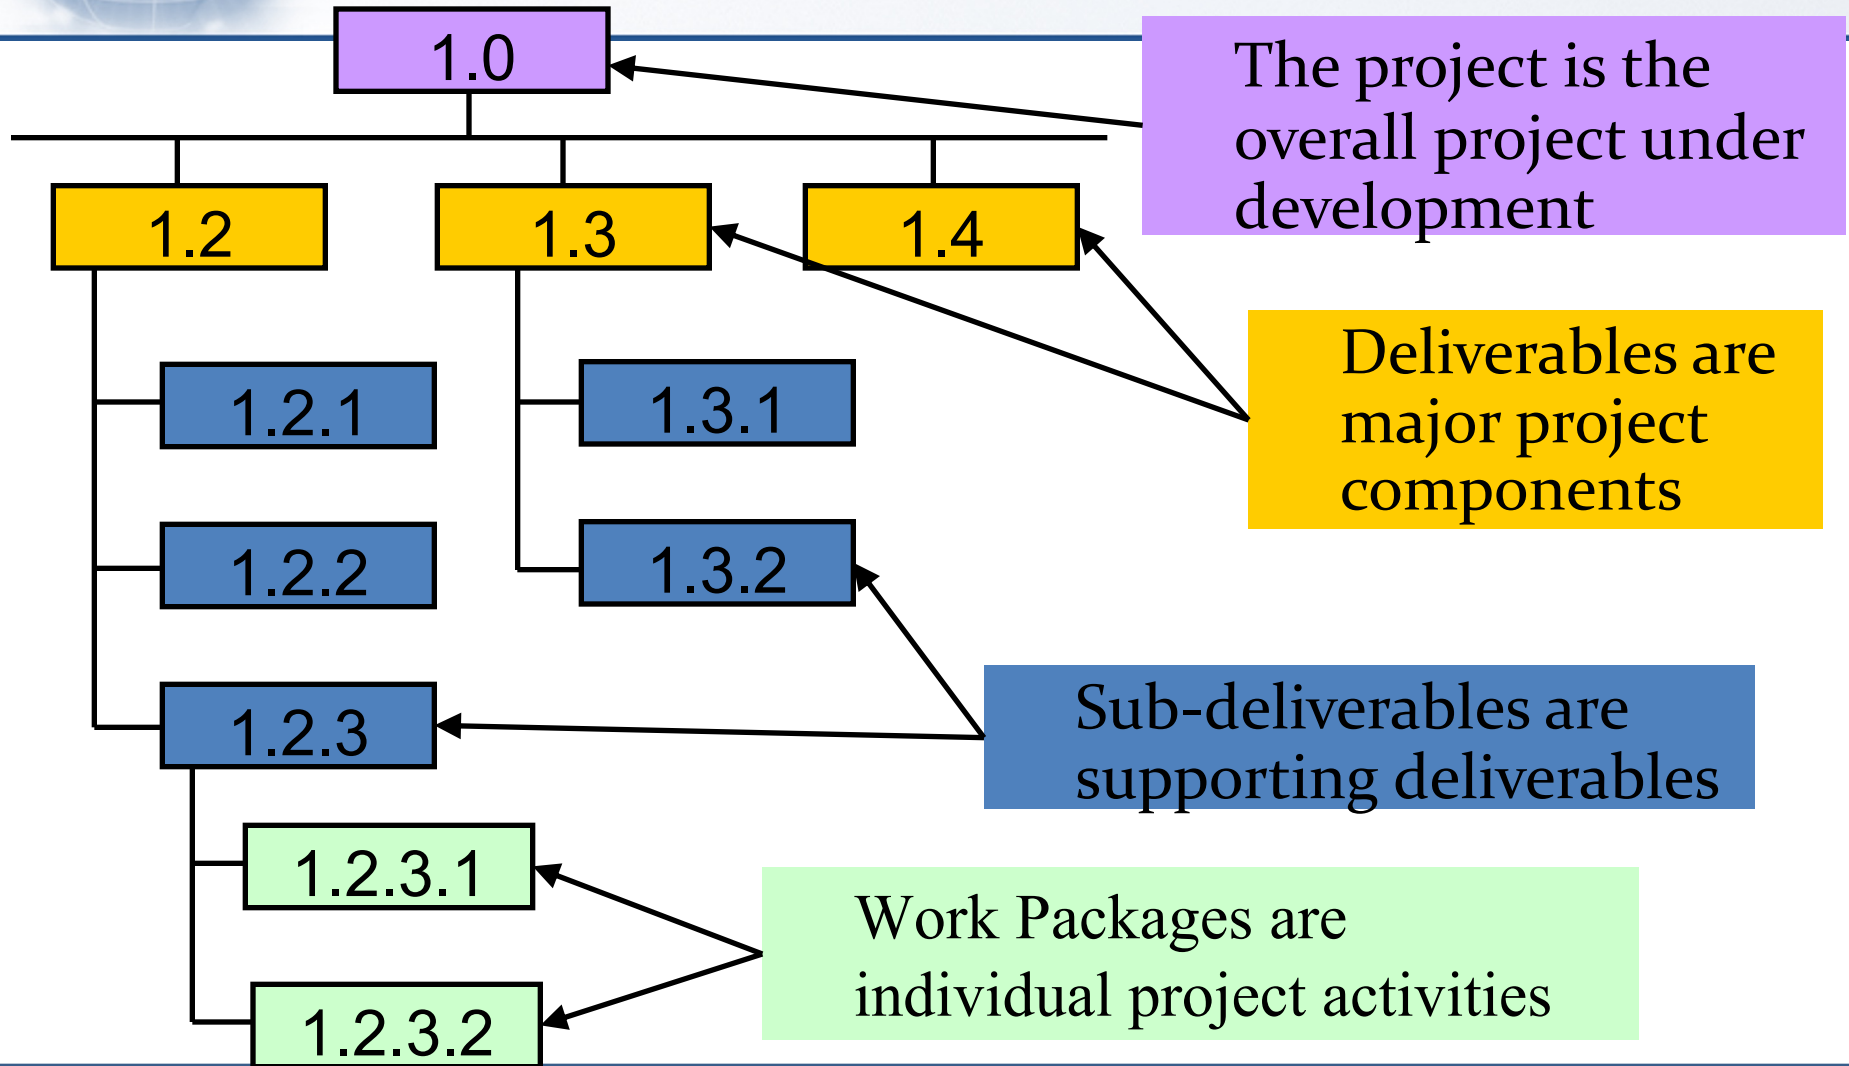 1.0
The project is the
overall project under
development
1.2
1.3
1.4
Deliverables are
major project
components
1.2.1
1.3.1
1.2.2
1.3.2
1.2.3
Sub-deliverables are
supporting deliverables
1.2.3.1
Work Packages are
individual project activities
1.2.3.2